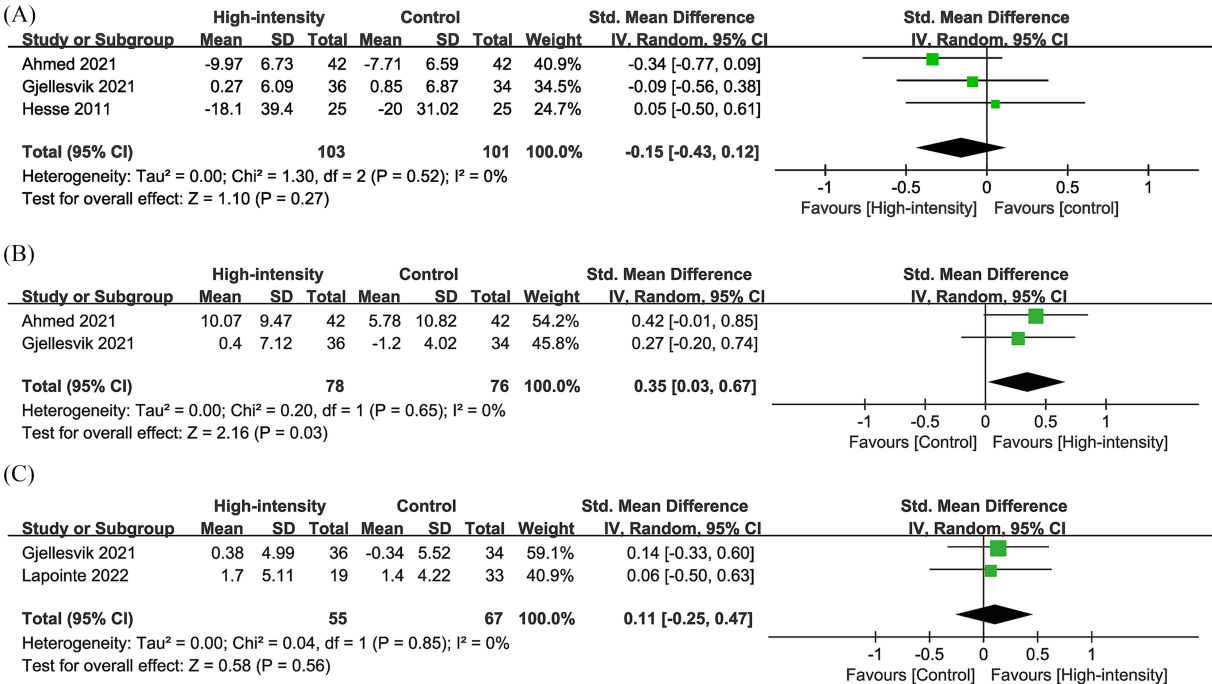 (A)
High-intensity Control Std. Mean Difference Std. Mean Difference
Study or Subgroup Mean SD Total Mean SD Total Weight IV, Random, 95% CI IV, Random, 95% CI
Ahmed 2021 -9.97 6.73 42 -7.71 6.59 42 40.9% -0.34 [-0.77, 0.09]
Gjellesvik 2021 0.27 6.09 36 0.85 6.87 34 34.5% -0.09 [-0.56, 0.38]
Hesse 2011 -18.1 39.4 25 -20 31.02 25 24.7% 0.05 [-0.50, 0.61]
Total (95% CI) 103 101 100.0% -0.15 [-0.43, 0.12]
Heterogeneity: Tau² = 0.00; Chi² = 1.30, df = 2 (P = 0.52); I² = 0%
Test for overall effect: Z = 1.10 (P = 0.27)
-1 -0.5 0 0.5 1
Favours [High-intensity] Favours [control]
(B)
High-intensity Control Std. Mean Difference Std. Mean Difference
Study or Subgroup Mean SD Total Mean SD Total Weight IV, Random, 95% CI IV, Random, 95% CI
Ahmed 2021 10.07 9.47 42 5.78 10.82 42 54.2% 0.42 [-0.01, 0.85]
Gjellesvik 2021 0.4 7.12 36 -1.2 4.02 34 45.8% 0.27 [-0.20, 0.74]
Total (95% CI) 78 76 100.0% 0.35 [0.03, 0.67]
Heterogeneity: Tau² = 0.00; Chi² = 0.20, df = 1 (P = 0.65); I² = 0%
Test for overall effect: Z = 2.16 (P = 0.03)
-1 -0.5 0 0.5 1
Favours [Control] Favours [High-intensity]
(C)
High-intensity Control Std. Mean Difference Std. Mean Difference
Study or Subgroup Mean SD Total Mean SD Total Weight IV, Random, 95% CI IV, Random, 95% CI
Gjellesvik 2021 0.38 4.99 36 -0.34 5.52 34 59.1% 0.14 [-0.33, 0.60]
Lapointe 2022 1.7 5.11 19 1.4 4.22 33 40.9% 0.06 [-0.50, 0.63]
Total (95% CI) 55 67 100.0% 0.11 [-0.25, 0.47]
Heterogeneity: Tau² = 0.00; Chi² = 0.04, df = 1 (P = 0.85); I² = 0%
Test for overall effect: Z = 0.58 (P = 0.56)
-1 -0.5 0 0.5 1
Favours [Control] Favours [High-intensity]